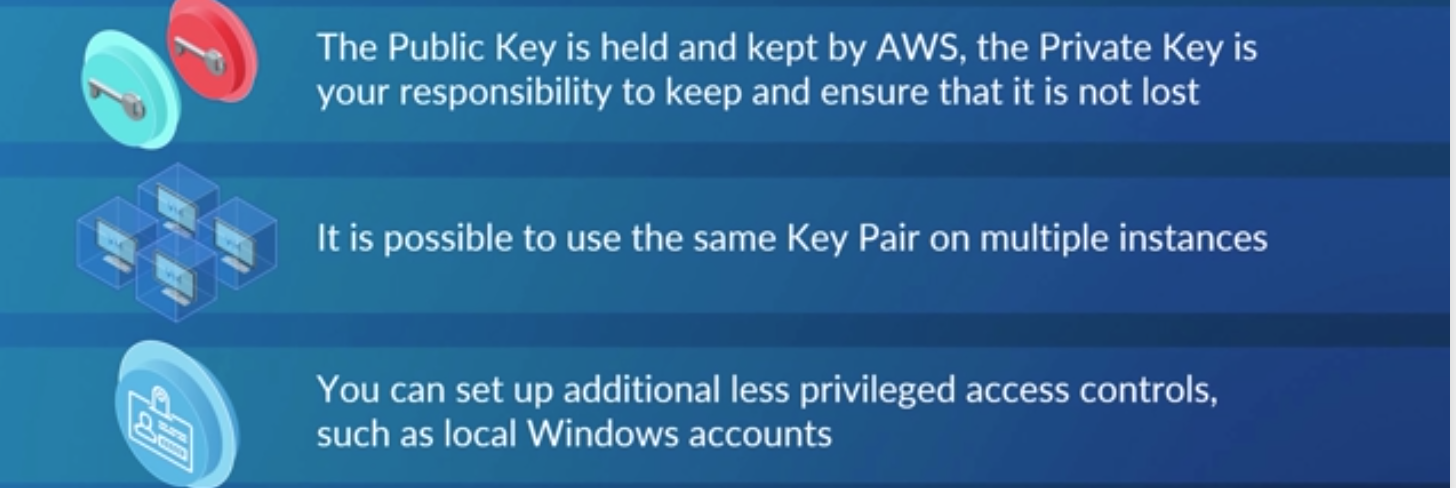 The Public Key is held and kept by AWS, the Private Key is
your responsibility to keep and ensure that it is not lost
It is possible to use the same Key Pair on multiple instances
You can set up additional less privileged access controls,
such as local Windows accounts